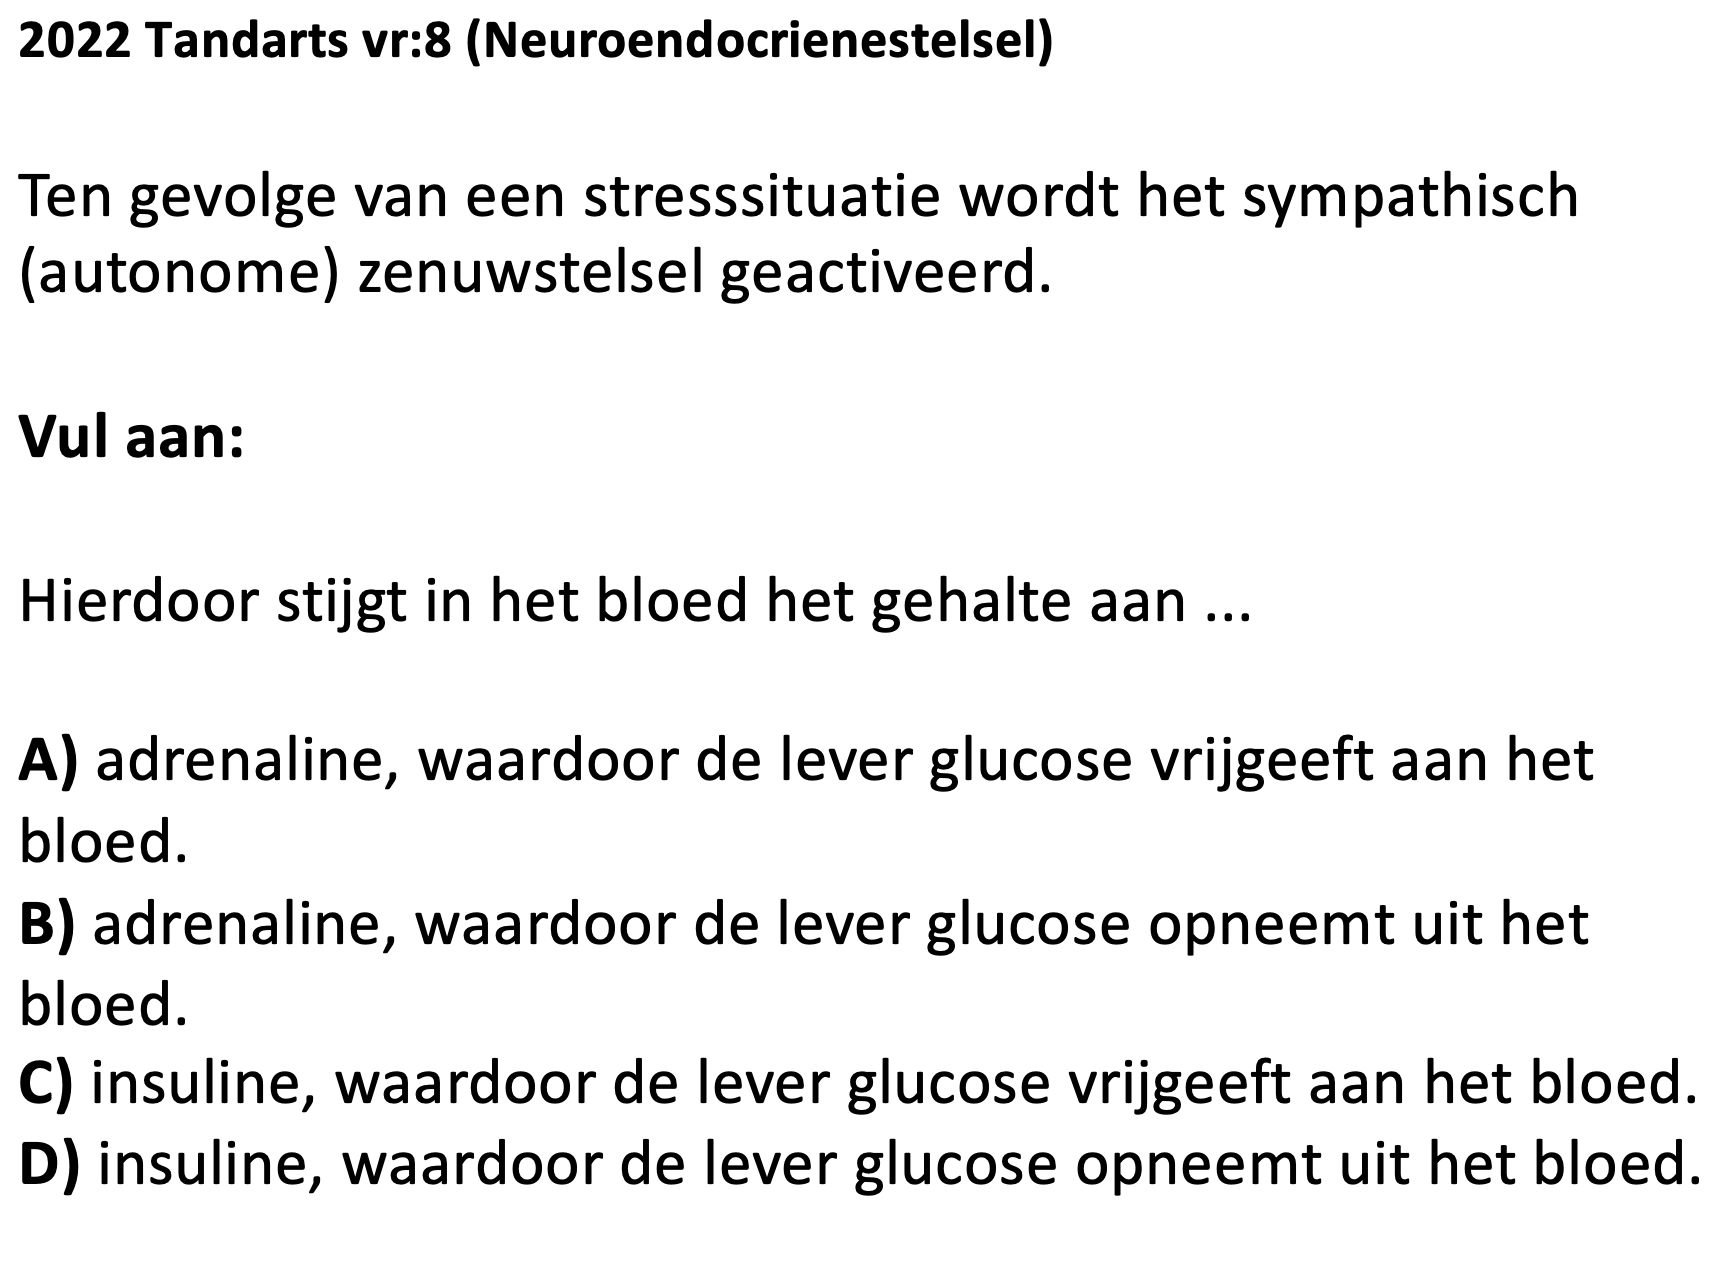 2022 Tandarts vr:8 (Neuroendocrienestelsel)
Ten gevolge van een stresssituatie wordt het sympathisch
(autonome) zenuwstelsel geactiveerd.
Vul aan:
Hierdoor stijgt in het bloed het gehalte aan ...
A) adrenaline, waardoor de lever glucose vrijgeeft aan het
bloed.
B) adrenaline, waardoor de lever glucose opneemt uit het
bloed.
C) insuline, waardoor de lever glucose vrijgeeft aan het bloed.
D) insuline, waardoor de lever glucose opneemt uit het bloed.